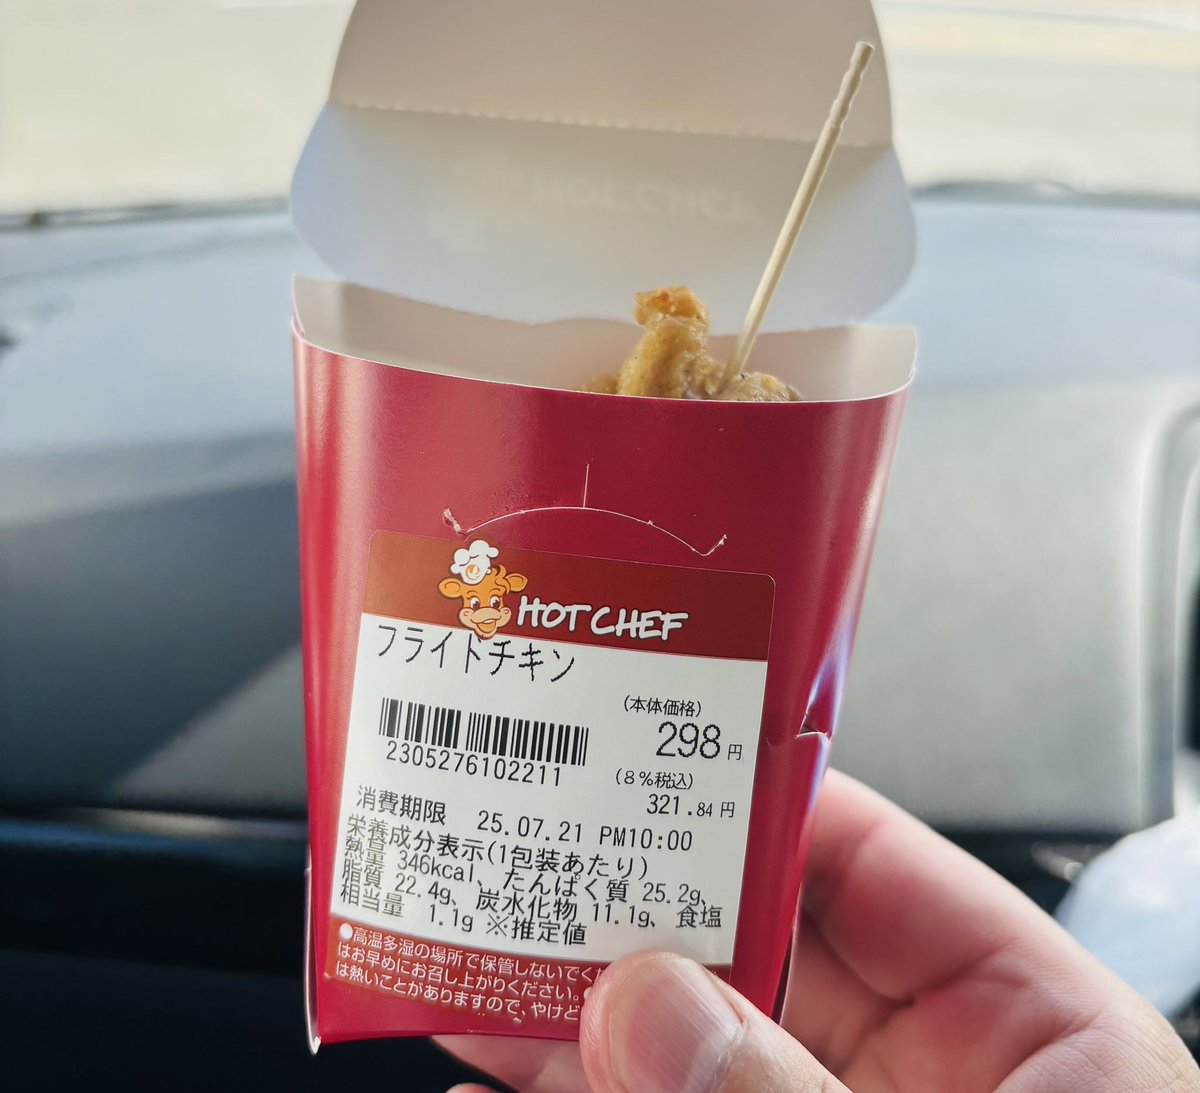 HOT CHEF
フライドチキン
(本体価格)
298円
2305276102211
(8%税込)
321.84円
消費期限 25.07.21 PM10:00
栄養成分表示(1包装あたり)
熱量 346kcal、たんぱく質 25.2g、
脂質 22.4g、炭水化物 11.1g、食塩
相当量 1.1g ※推定値
●高温多湿の場所で保管しないでく
はお早めにお召し上がりください。
は熱いことがありますので、やけど